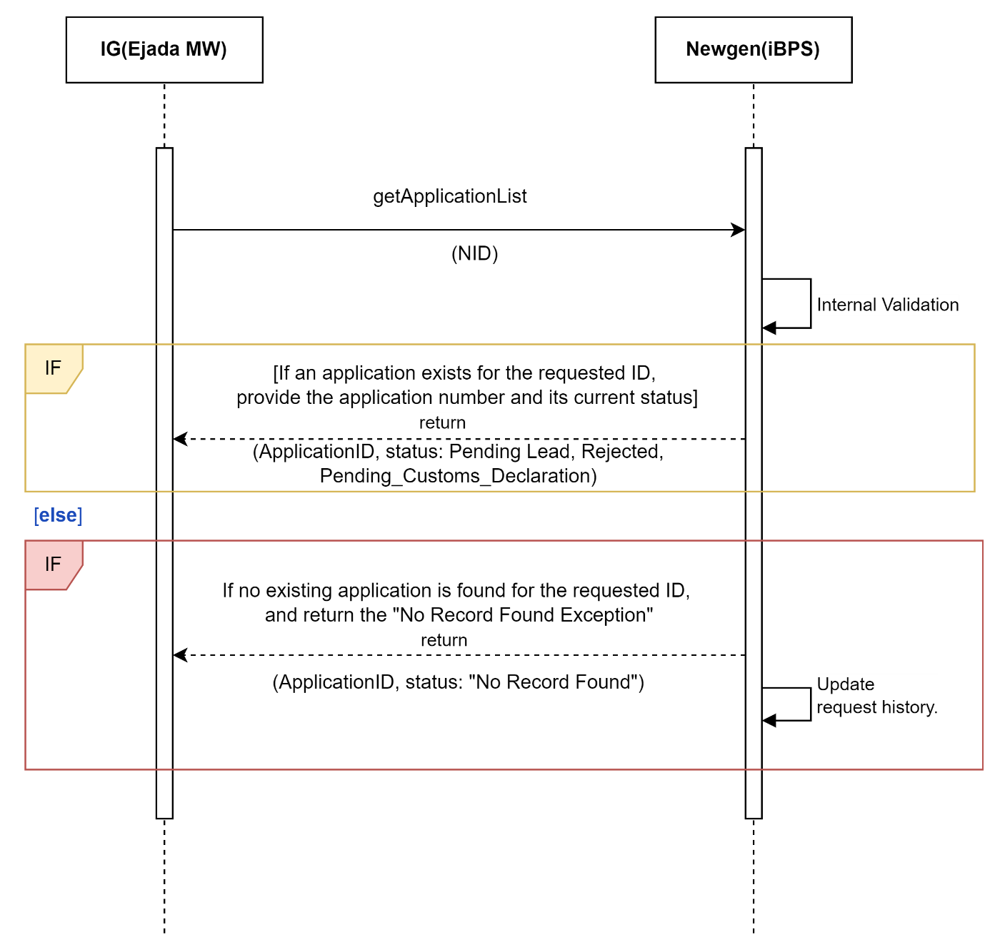 IG(Ejada MW)
Newgen(iBPS)
getApplicationList
(NID)
Internal Validation
IF
[If an application exists for the requested ID,
provide the application number and its current status]
return
(ApplicationID, status: Pending Lead, Rejected,
Pending_Customs_Declaration)
[else]
IF
If no existing application is found for the requested ID,
and return the "No Record Found Exception"
return
(ApplicationID, status: "No Record Found")
Update
request history.